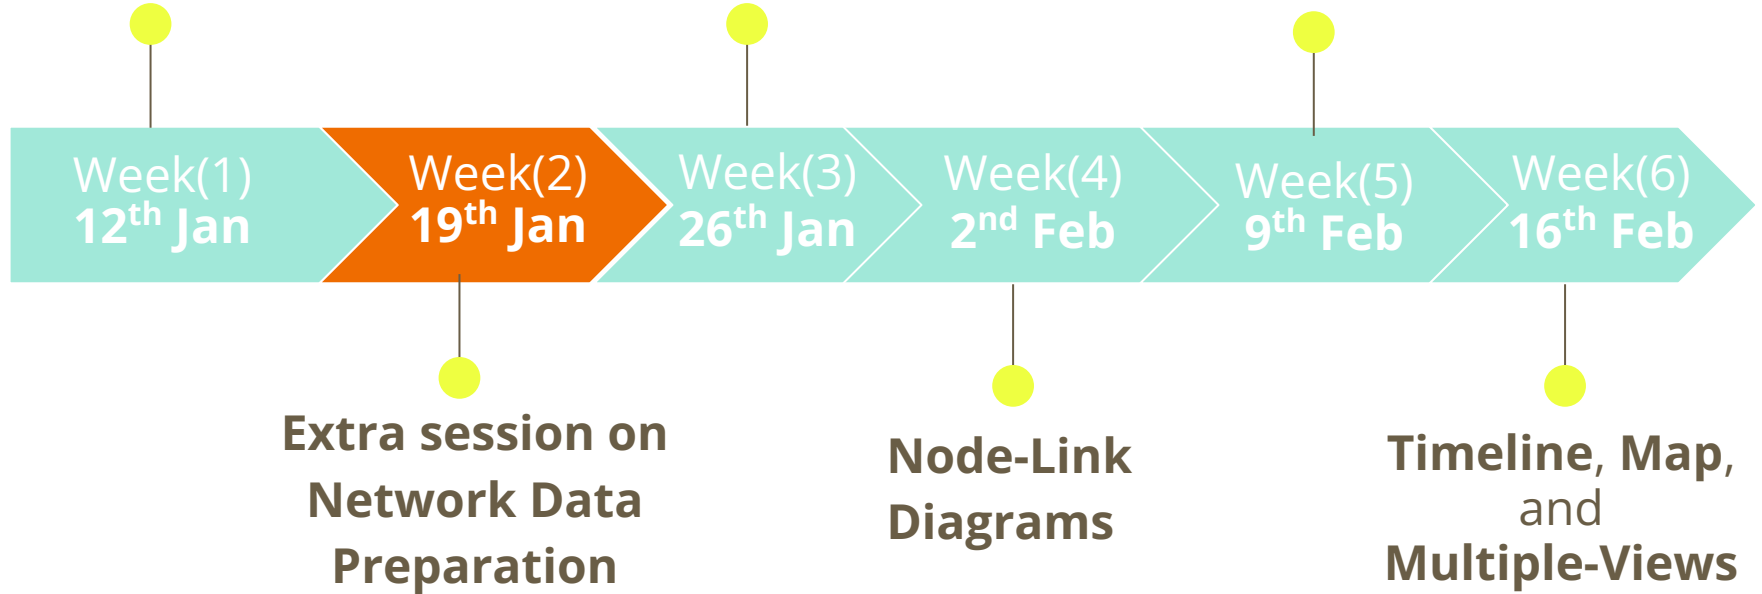 Week(1)
12th Jan
Week(2)
19th Jan
Week(3)
26th Jan
Week(4)
2nd Feb
Week(5)
9th Feb
Week(6)
16th Feb
Extra session on
Network Data
Preparation
Node-Link
Diagrams
Timeline, Map,
and
Multiple-Views